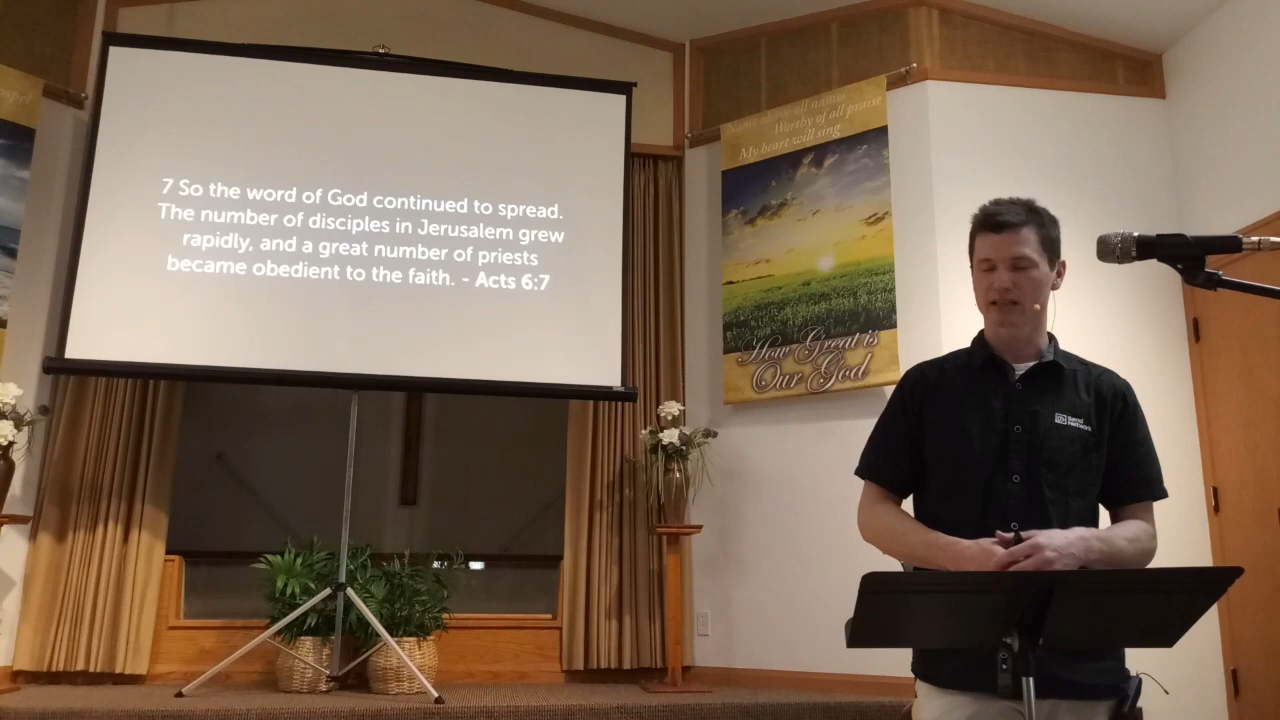 7 So the word of God continued to spread.
The number of disciples in Jerusalem grew
rapidly, and a great number of priests
became obedient to the faith. - Acts 6:7
Name above all names
Worthy of all praise
My heart will sing
How Great is
Our God
Send
Network